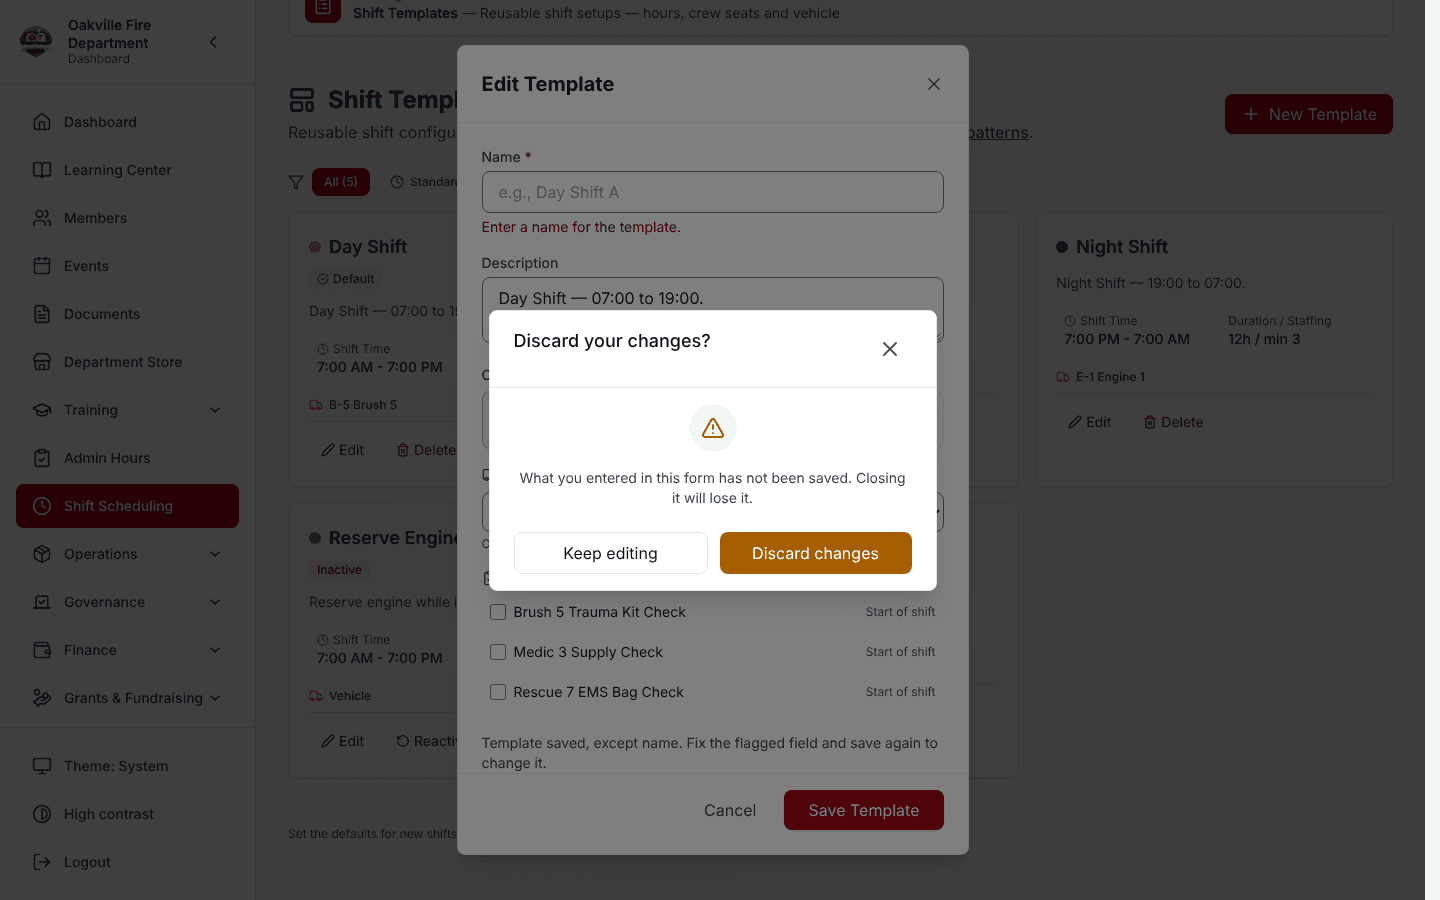 Oakville Fire
Department
Dashboard
Dashboard
Learning Center
Members
Events
Documents
Department Store
Training
Admin Hours
Shift Scheduling
Operations
Governance
Finance
Grants & Fundraising
Theme: System
High contrast
Logout
Shift Templates — Reusable shift setups — hours, crew seats and vehicle
Shift Templ
Reusable shift configu
patterns.
New Template
All (5)
Standard
Day Shift
Default
Day Shift — 07:00 to 19
Shift Time
7:00 AM - 7:00 PM
B-5 Brush 5
Edit
Delete
Night Shift
Night Shift — 19:00 to 07:00.
Shift Time
7:00 PM - 7:00 AM
Duration / Staffing
12h / min 3
E-1 Engine 1
Edit
Delete
Reserve Engine
Inactive
Reserve engine while i
Shift Time
7:00 AM - 7:00 PM
Vehicle
Edit
Reactiv
Set the defaults for new shifts
Edit Template
Name *
e.g., Day Shift A
Enter a name for the template.
Description
Day Shift — 07:00 to 19:00.
Discard your changes?
What you entered in this form has not been saved. Closing
it will lose it.
Keep editing
Discard changes
Brush 5 Trauma Kit Check
Start of shift
Medic 3 Supply Check
Start of shift
Rescue 7 EMS Bag Check
Start of shift
Template saved, except name. Fix the flagged field and save again to
change it.
Cancel
Save Template